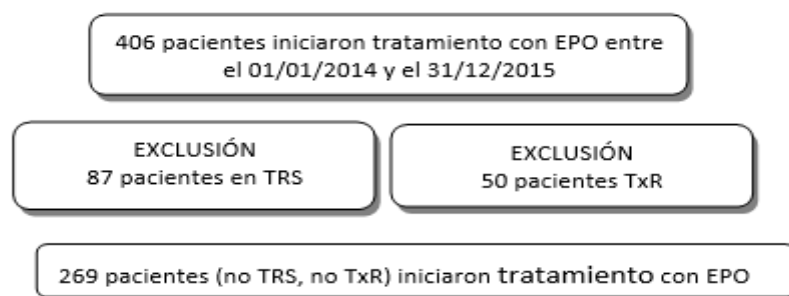 406 pacientes iniciaron tratamiento con EPO entre
el 01/01/2014 y el 31/12/2015
EXCLUSIÓN
87 pacientes en TRS
EXCLUSIÓN
50 pacientes TxR
269 pacientes (no TRS, no TxR) iniciaron tratamiento con EPO